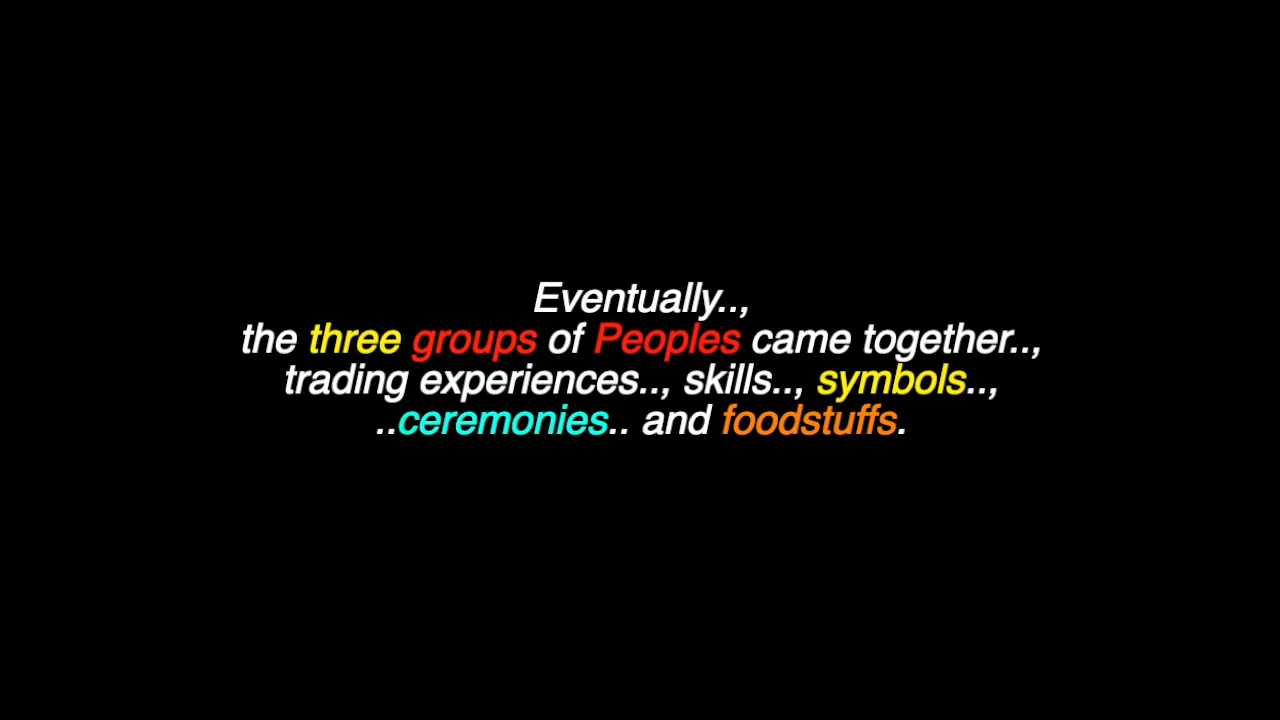 Eventually..,
the three groups of Peoples came together..,
trading experiences.., skills.., symbols..,
..ceremonies.. and foodstuffs.